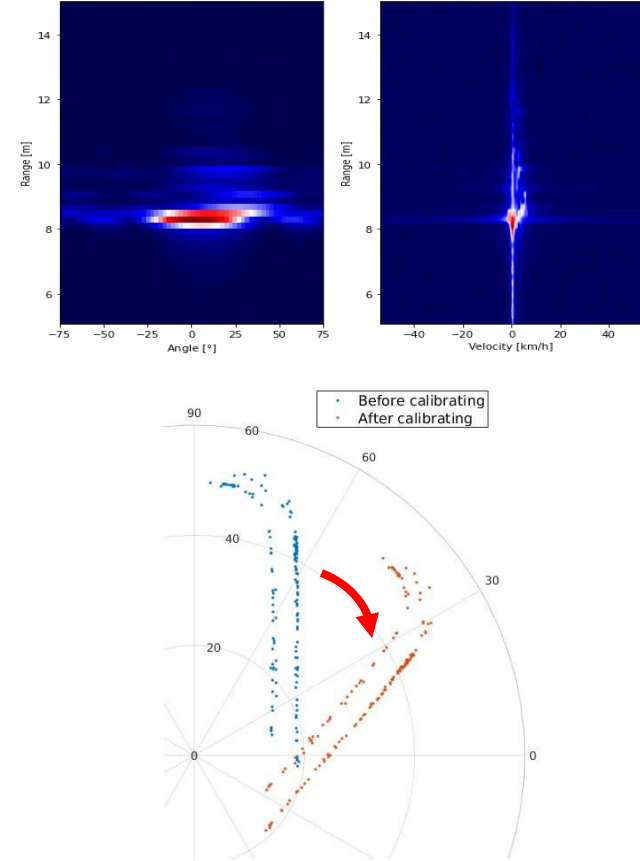 14
12
10
8
6
Range [m]
−75 −50 −25 0 25 50 75
Angle [°]
14
12
10
8
6
Range [m]
−40 −20 0 20 40
Velocity [km/h]
Before calibrating
After calibrating
90
60
60
40
30
20
0
0